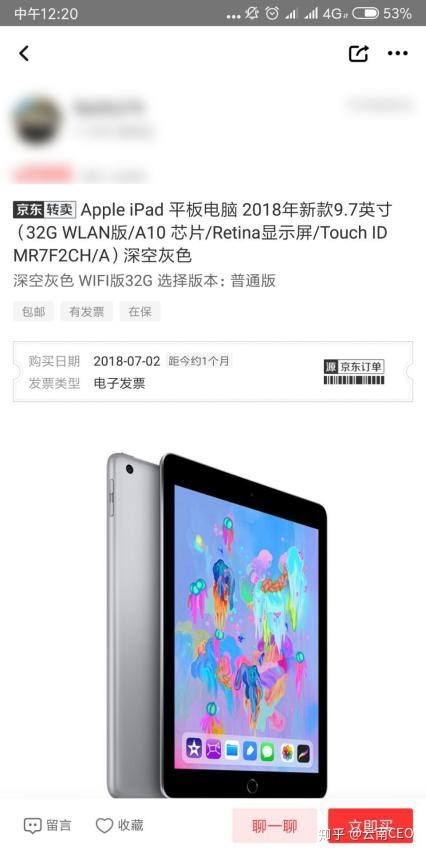 中午12:20
4G
53%
京东 转卖 Apple iPad 平板电脑 2018年新款9.7英寸
（32G WLAN版/A10 芯片/Retina显示屏/Touch ID
MR7F2CH/A）深空灰色
深空灰色 WIFI版32G 选择版本：普通版
包邮 有发票 在保
购买日期 2018-07-02 距今约1个月
源 京东订单
发票类型 电子发票
留言 收藏 聊一聊 立即买
知乎 @云南CEO